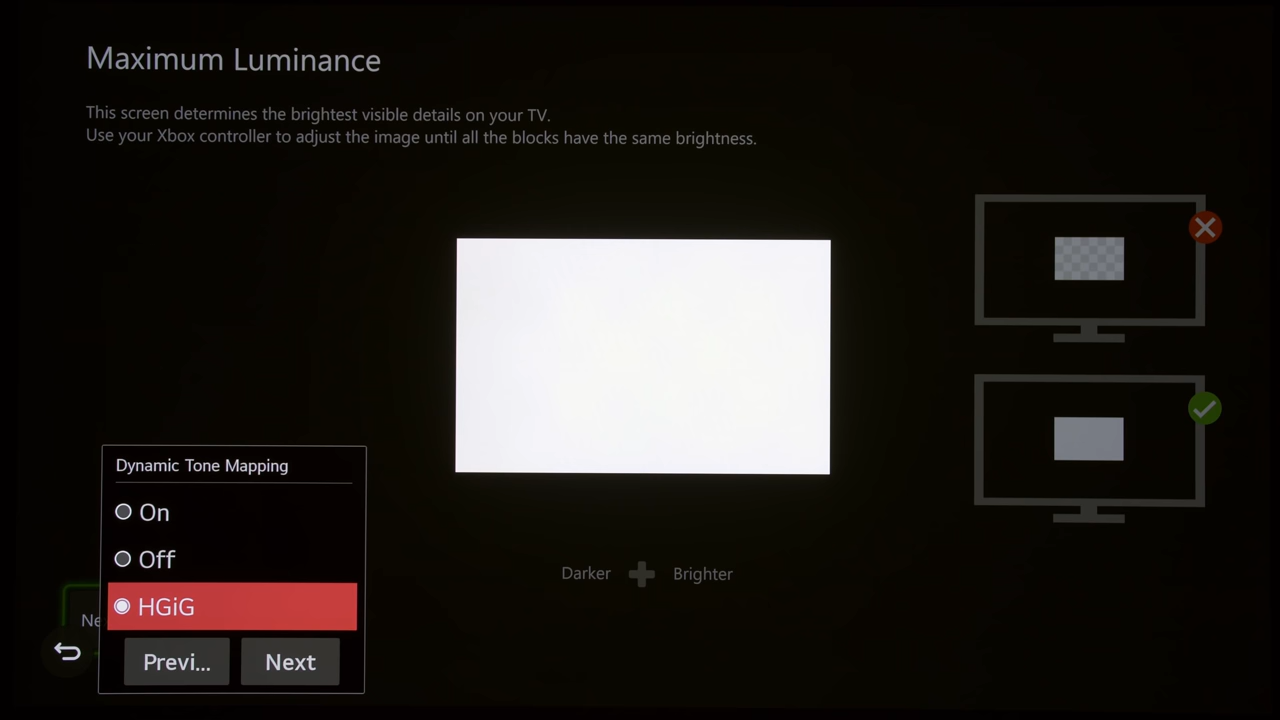 Maximum Luminance
This screen determines the brightest visible details on your TV.
Use your Xbox controller to adjust the image until all the blocks have the same brightness.
Dynamic Tone Mapping
On
Off
HGiG
Previ...
Next
Ne
Darker
Brighter